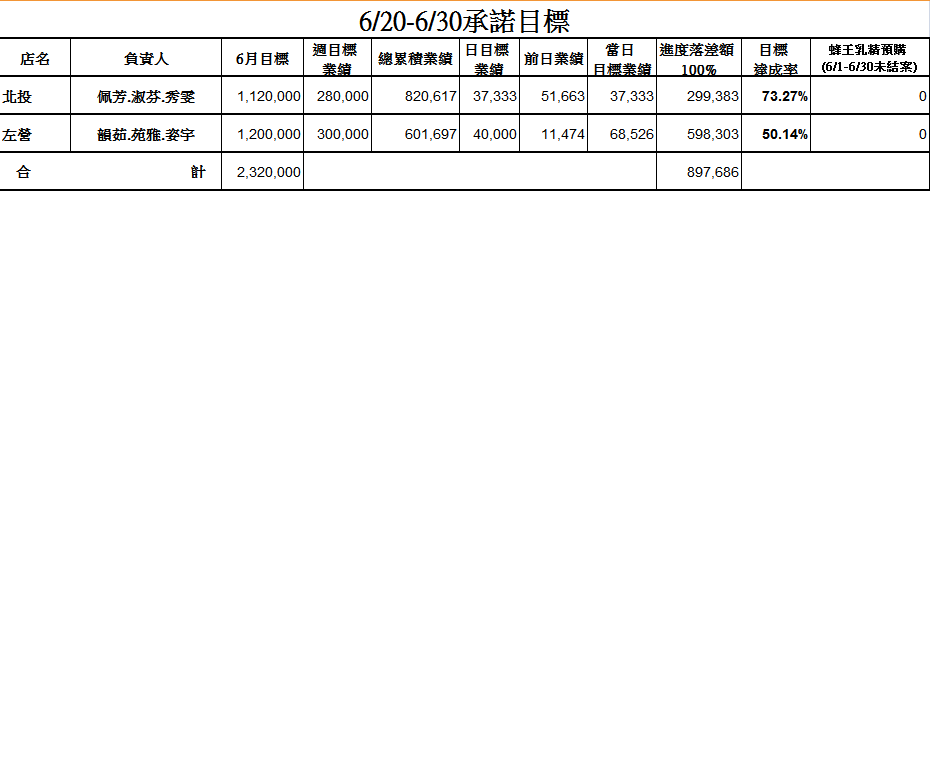 6/20-6/30承諾目標
店名 負責人 6月目標 週目標業績 總累積業績 日目標業績 前日業績 當日目標業績 進度落差額100% 目標達成率 蜂王乳精預購(6/1-6/30未結案)
北投 佩芳.淑芬.秀雯 1,120,000 280,000 820,617 37,333 51,663 37,333 299,383 73.27% 0
左營 韻茹.苑雅.姿宇 1,200,000 300,000 601,697 40,000 11,474 68,526 598,303 50.14% 0
合 計 2,320,000 897,686